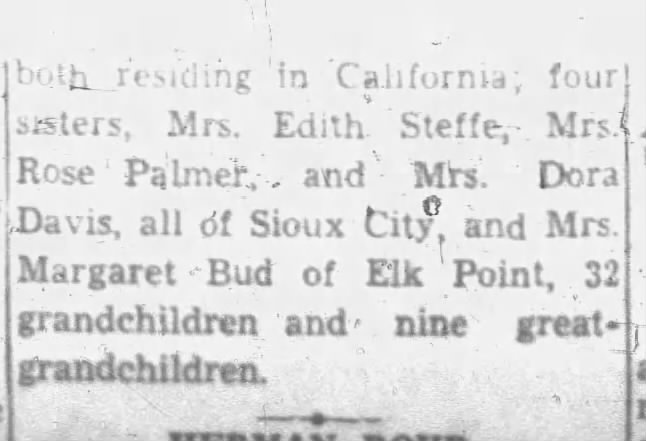 both residing in California; four
sisters, Mrs. Edith Steffe, Mrs.
Rose Palmer, and Mrs. Dora
Davis, all of Sioux City, and Mrs.
Margaret Bud of Elk Point, 32
grandchildren and nine great-
grandchildren.
HERMAN